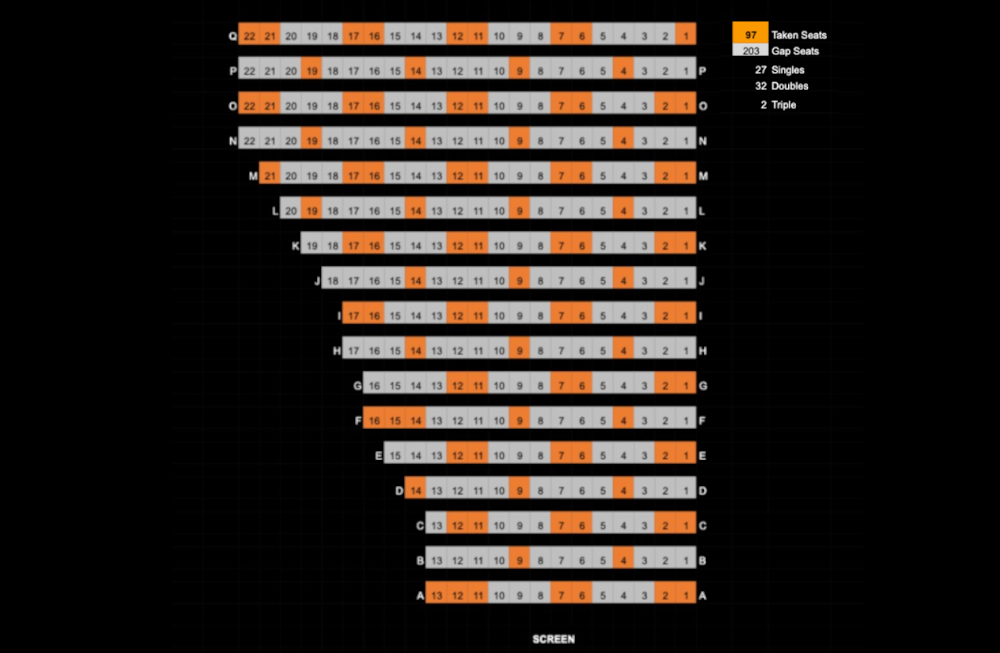 Q 22 21 20 19 18 17 16 15 14 13 12 11 10 9 8 7 6 5 4 3 2 1
97 Taken Seats
203 Gap Seats
P 22 21 20 19 18 17 16 15 14 13 12 11 10 9 8 7 6 5 4 3 2 1 P
27 Singles
32 Doubles
O 22 21 20 19 18 17 16 15 14 13 12 11 10 9 8 7 6 5 4 3 2 1 O
2 Triple
N 22 21 20 19 18 17 16 15 14 13 12 11 10 9 8 7 6 5 4 3 2 1 N
M 21 20 19 18 17 16 15 14 13 12 11 10 9 8 7 6 5 4 3 2 1 M
L 20 19 18 17 16 15 14 13 12 11 10 9 8 7 6 5 4 3 2 1 L
K 19 18 17 16 15 14 13 12 11 10 9 8 7 6 5 4 3 2 1 K
J 18 17 16 15 14 13 12 11 10 9 8 7 6 5 4 3 2 1 J
I 17 16 15 14 13 12 11 10 9 8 7 6 5 4 3 2 1 I
H 17 16 15 14 13 12 11 10 9 8 7 6 5 4 3 2 1 H
G 16 15 14 13 12 11 10 9 8 7 6 5 4 3 2 1 G
F 16 15 14 13 12 11 10 9 8 7 6 5 4 3 2 1 F
E 15 14 13 12 11 10 9 8 7 6 5 4 3 2 1 E
D 14 13 12 11 10 9 8 7 6 5 4 3 2 1 D
C 13 12 11 10 9 8 7 6 5 4 3 2 1 C
B 13 12 11 10 9 8 7 6 5 4 3 2 1 B
A 13 12 11 10 9 8 7 6 5 4 3 2 1 A
SCREEN